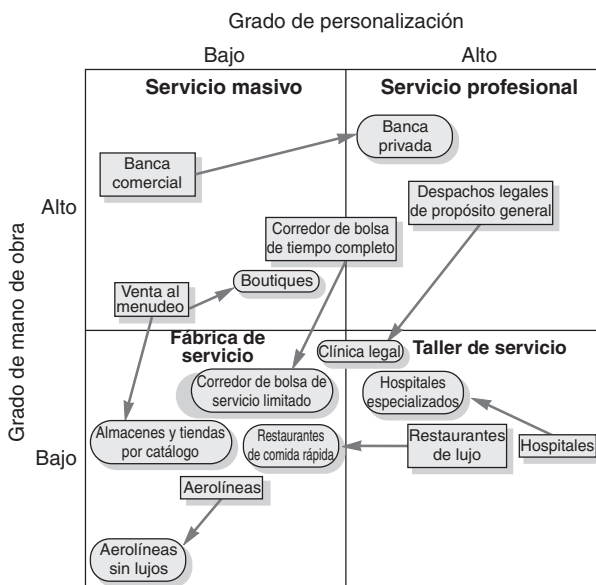 Grado de personalización
Bajo
Alto
Servicio masivo
Servicio profesional
Banca
privada
Banca
comercial
Despachos legales
de propósito general
Grado de mano de obra
Alto
Corredor de bolsa
de tiempo completo
Boutiques
Venta al
menudeo
Fábrica de
servicio
Clínica legal
Taller de servicio
Corredor de bolsa de
servicio limitado
Hospitales
especializados
Almacenes y tiendas
por catálogo
Restaurantes
de comida rápida
Restaurantes
de lujo
Hospitales
Bajo
Aerolíneas
Aerolíneas
sin lujos